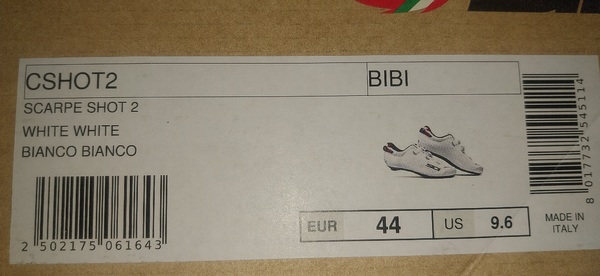 CSHOT2 BIBI
SCARPE SHOT 2
WHITE WHITE
BIANCO BIANCO
EUR 44 US 9.6
MADE IN
ITALY
2 502175 061643
8 017732 545114